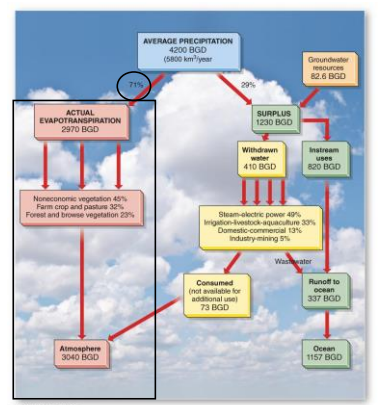 AVERAGE PRECIPITATION
4200 BGD
(5800 km³/year
Groundwater
resources
82.6 BGD
71%
29%
ACTUAL
EVAPOTRANSPIRATION
2970 BGD
SURPLUS
1230 BGD
Withdrawn
water
410 BGD
Instream
uses
820 BGD
Noneconomic vegetation 45%
Farm crop and pasture 32%
Forest and browse vegetation 23%
Steam-electric power 49%
Irrigation-livestock-aquaculture 33%
Domestic-commercial 13%
Industry-mining 5%
Wastewater
Consumed
(not available for
additional use)
73 BGD
Runoff to
ocean
337 BGD
Atmosphere
3040 BGD
Ocean
1157 BGD